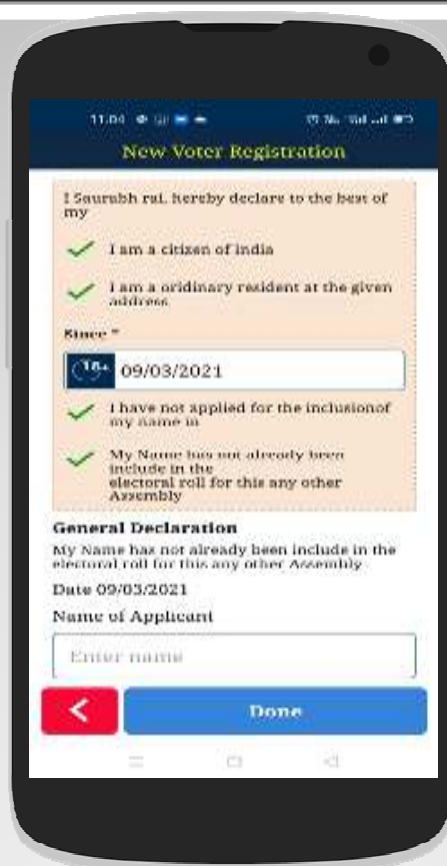 11:04
New Voter Registration
I Saurabh rai, hereby declare to the best of
my
I am a citizen of india
I am a oridinary resident at the given
address
Since *
18+ 09/03/2021
I have not applied for the inclusionof
my name in
My Name has not already been
include in the
electoral roll for this any other
Assembly
General Declaration
My Name has not already been include in the
electoral roll for this any other Assembly
Date 09/03/2021
Name of Applicant
Enter name
Done